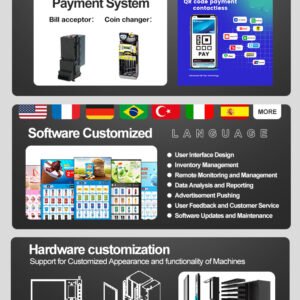 Payment System
QR code payment
contactless
Bill acceptor:
Coin changer:
PAY
MORE
Software Customized
LANGUAGE
User Interface Design
Inventory Management
Remote Monitoring and Management
Data Analysis and Reporting
Advertisement Pushing
User Feedback and Customer Service
Software Updates and Maintenance
Hardware customization
Support for Customized Appearance and functionality of Machines